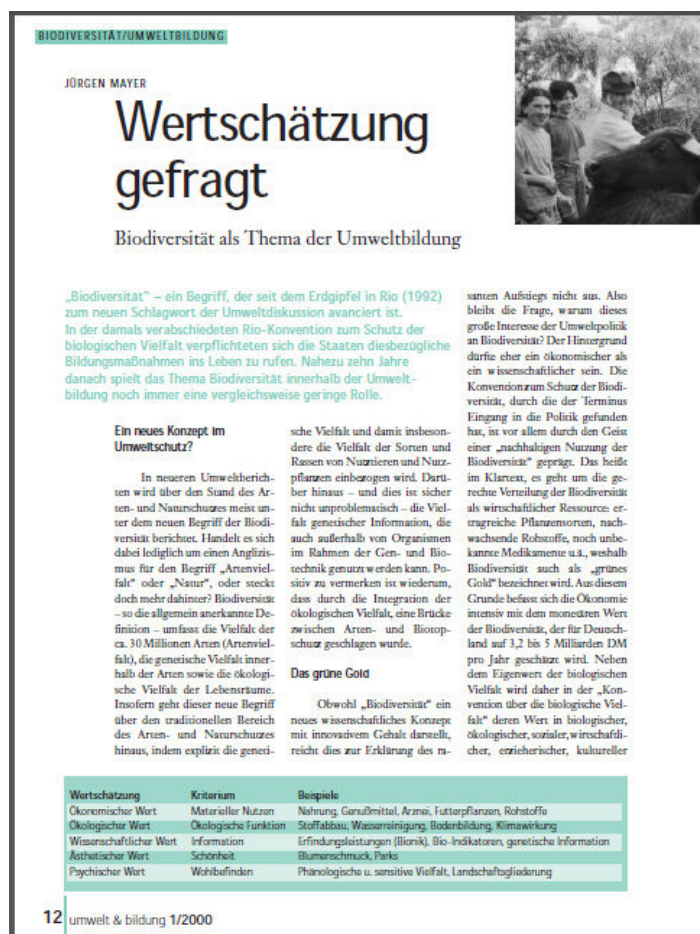 BIODIVERSITÄT/UMWELTBILDUNG
JÜRGEN MAYER
Wertschätzung
gefragt
Biodiversität als Thema der Umweltbildung
„Biodiversität" – ein Begriff, der seit dem Erdgipfel in Rio (1992)
zum neuen Schlagwort der Umweltdiskussion avanciert ist.
In der damals verabschiedeten Rio-Konvention zum Schutz der
biologischen Vielfalt verpflichteten sich die Staaten diesbezügliche
Bildungsmaßnahmen ins Leben zu rufen. Nahezu zehn Jahre
danach spielt das Thema Biodiversität innerhalb der Umwelt-
bildung noch immer eine vergleichsweise geringe Rolle.
Ein neues Konzept im
Umweltschutz?
In neueren Umweltberich-
ten wird über den Stand des Ar-
ten- und Naturschutzes meist un-
ter dem neuen Begriff der Biodi-
versität berichtet. Handelt es sich
dabei lediglich um einen Anglizis-
mus für den Begriff „Artenviel-
falt" oder „Natur", oder steckt
doch mehr dahinter? Biodiversität
– so die allgemein anerkannte De-
finition – umfasst die Vielfalt der
ca. 30 Millionen Arten (Artenviel-
falt), die genetische Vielfalt inner-
halb der Arten sowie die ökologi-
sche Vielfalt der Lebensräume.
Insofern geht dieser neue Begriff
über den traditionellen Bereich
des Arten- und Naturschutzes
hinaus, indem explizit die geneti-
sche Vielfalt und damit insbeson-
dere die Vielfalt der Sorten und
Rassen von Nutztieren und Nutz-
pflanzen einbezogen wird. Darü-
ber hinaus – und dies ist sicher
nicht unproblematisch – die Viel-
falt genetischer Information, die
auch außerhalb von Organismen
im Rahmen der Gen- und Bio-
technik genutzt werden kann. Po-
sitiv zu vermerken ist wiederum,
dass durch die Integration der
ökologischen Vielfalt, eine Brücke
zwischen Arten- und Biotop-
schutz geschlagen wurde.
Das grüne Gold
Obwohl „Biodiversität" ein
neues wissenschaftliches Konzept
mit innovativem Gehalt darstellt,
reicht dies zur Erklärung des ra-
santen Aufstiegs nicht aus. Also
bleibt die Frage, warum dieses
große Interesse der Umweltpolitik
an Biodiversität? Der Hintergrund
dürfte eher ein ökonomischer als
ein wissenschaftlicher sein. Die
Konvention zum Schutz der Biodi-
versität, durch die der Terminus
Eingang in die Politik gefunden
hat, ist vor allem durch den Geist
einer „nachhaltigen Nutzung der
Biodiversität" geprägt. Das heißt
im Klartext, es geht um die ge-
rechte Verteilung der Biodiversität
als wirtschaftlicher Ressource: er-
tragreiche Pflanzensorten, nach-
wachsende Rohstoffe, noch unbe-
kannte Medikamente u.ä., weshalb
Biodiversität auch als „grünes
Gold" bezeichnet wird. Aus diesem
Grunde befasst sich die Ökonomie
intensiv mit dem monetären Wert
der Biodiversität, der für Deutsch-
land auf 3,2 bis 5 Milliarden DM
pro Jahr geschätzt wird. Neben
dem Eigenwert der biologischen
Vielfalt wird daher in der „Kon-
vention über die biologische Viel-
falt" deren Wert in biologischer,
ökologischer, sozialer, wirtschaftli-
cher, erzieherischer, kultureller
Wertschätzung Kriterium Beispiele
Ökonomischer Wert Materieller Nutzen Nahrung, Genußmittel, Arznei, Futterpflanzen, Rohstoffe
Ökologischer Wert Ökologische Funktion Stoffabbau, Wasserreinigung, Bodenbildung, Klimawirkung
Wissenschaftlicher Wert Information Erfindungsleistungen (Bionik), Bio-Indikatoren, genetische Information
Ästhetischer Wert Schönheit Blumenschmuck, Parks
Psychischer Wert Wohlbefinden Phänologische u. sensitive Vielfalt, Landschaftsgliederung
12 umwelt & bildung 1/2000